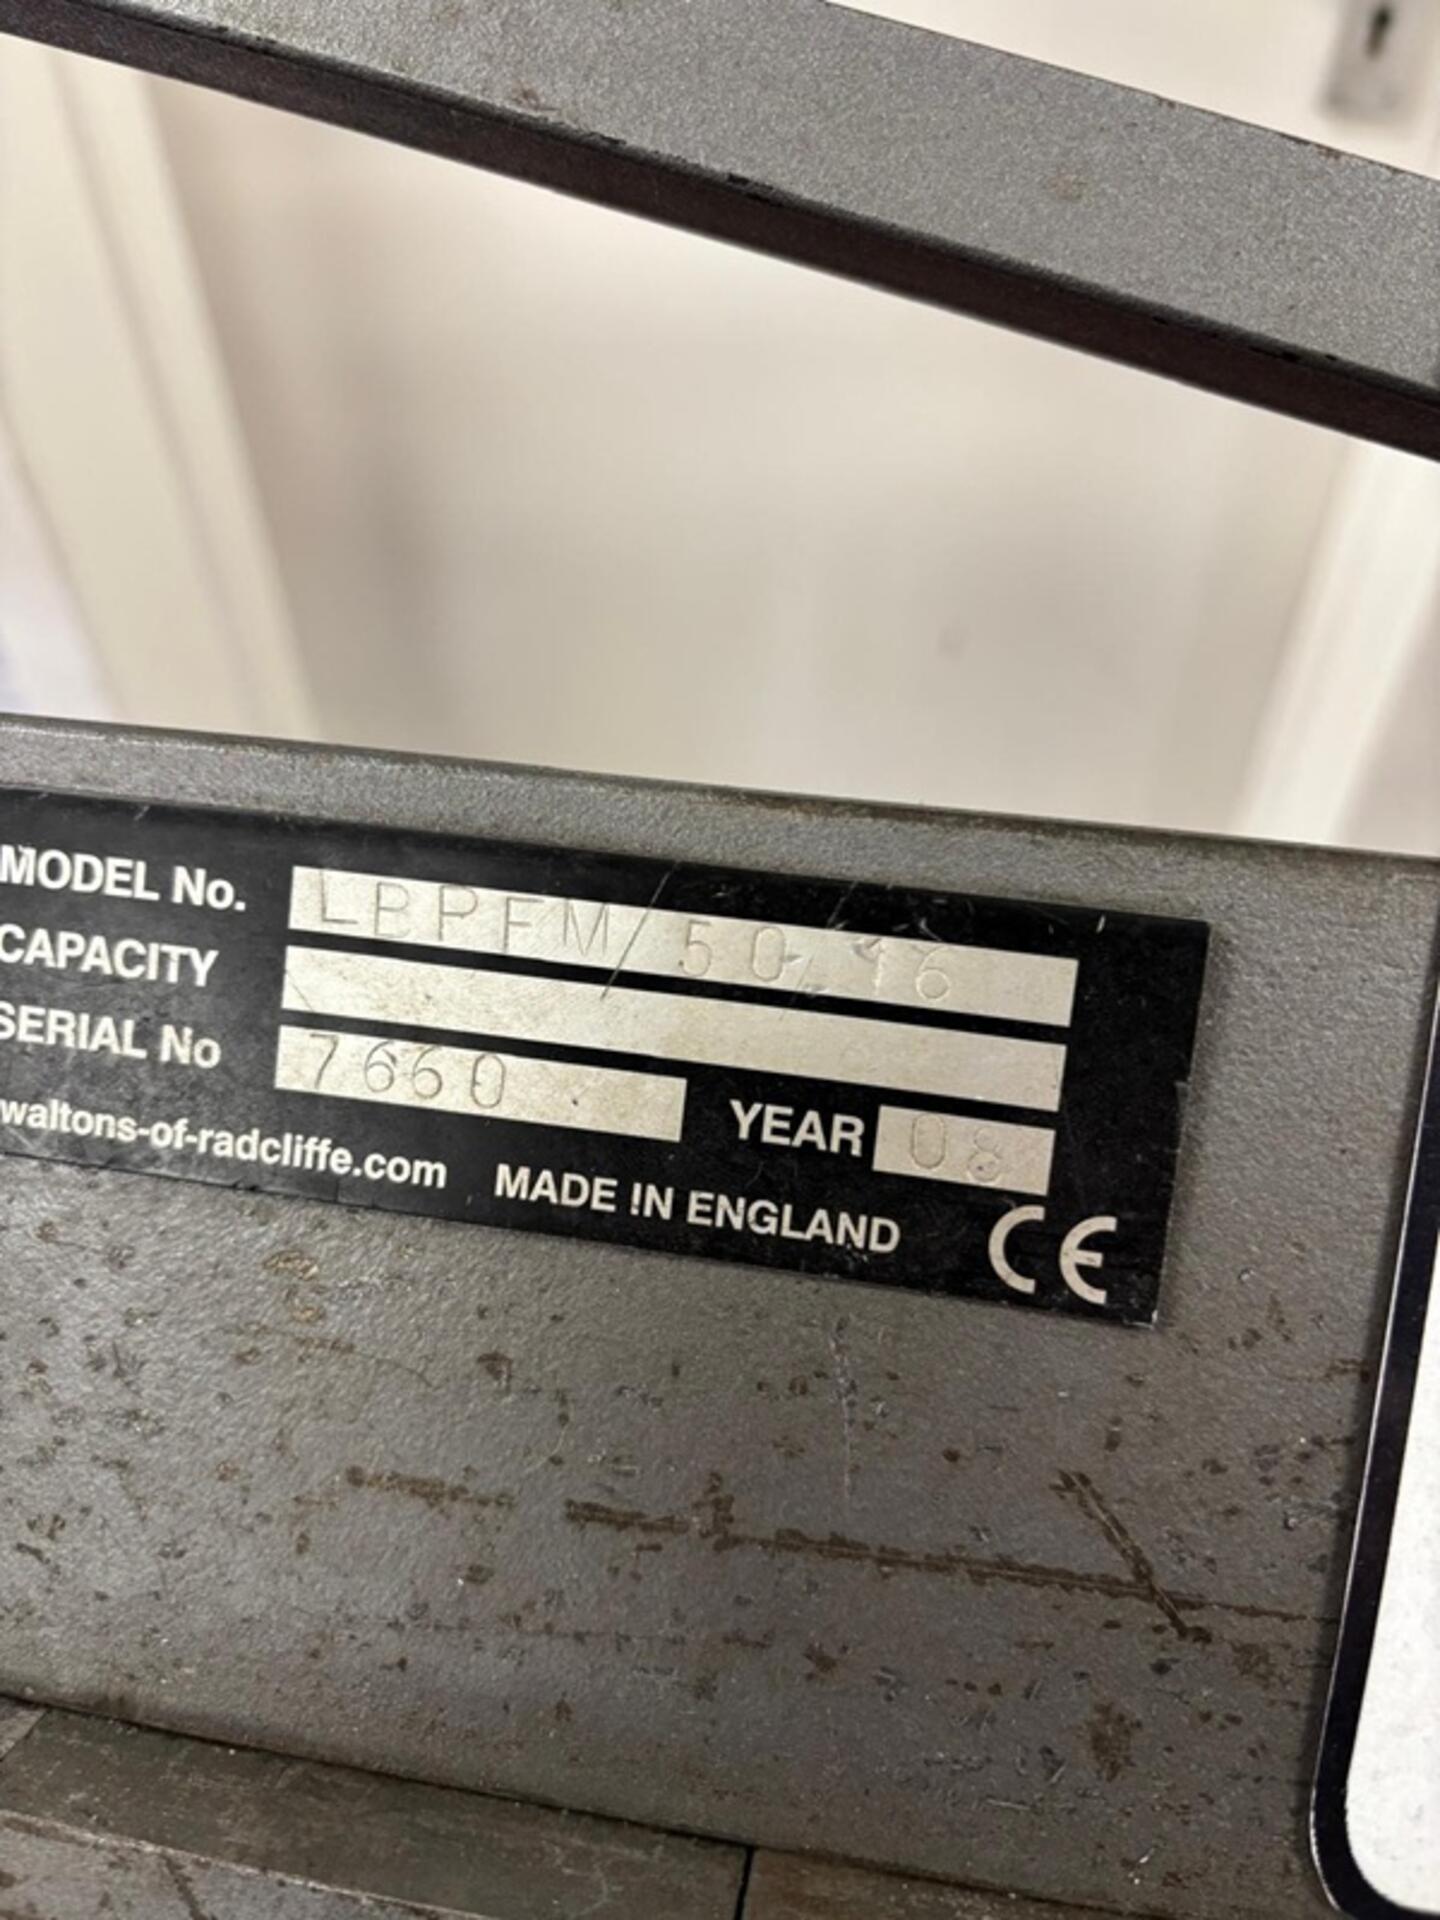 MODEL No. LBPFM/50/16
CAPACITY
SERIAL No 7660
YEAR 08
waltons-of-radcliffe.com MADE IN ENGLAND CE